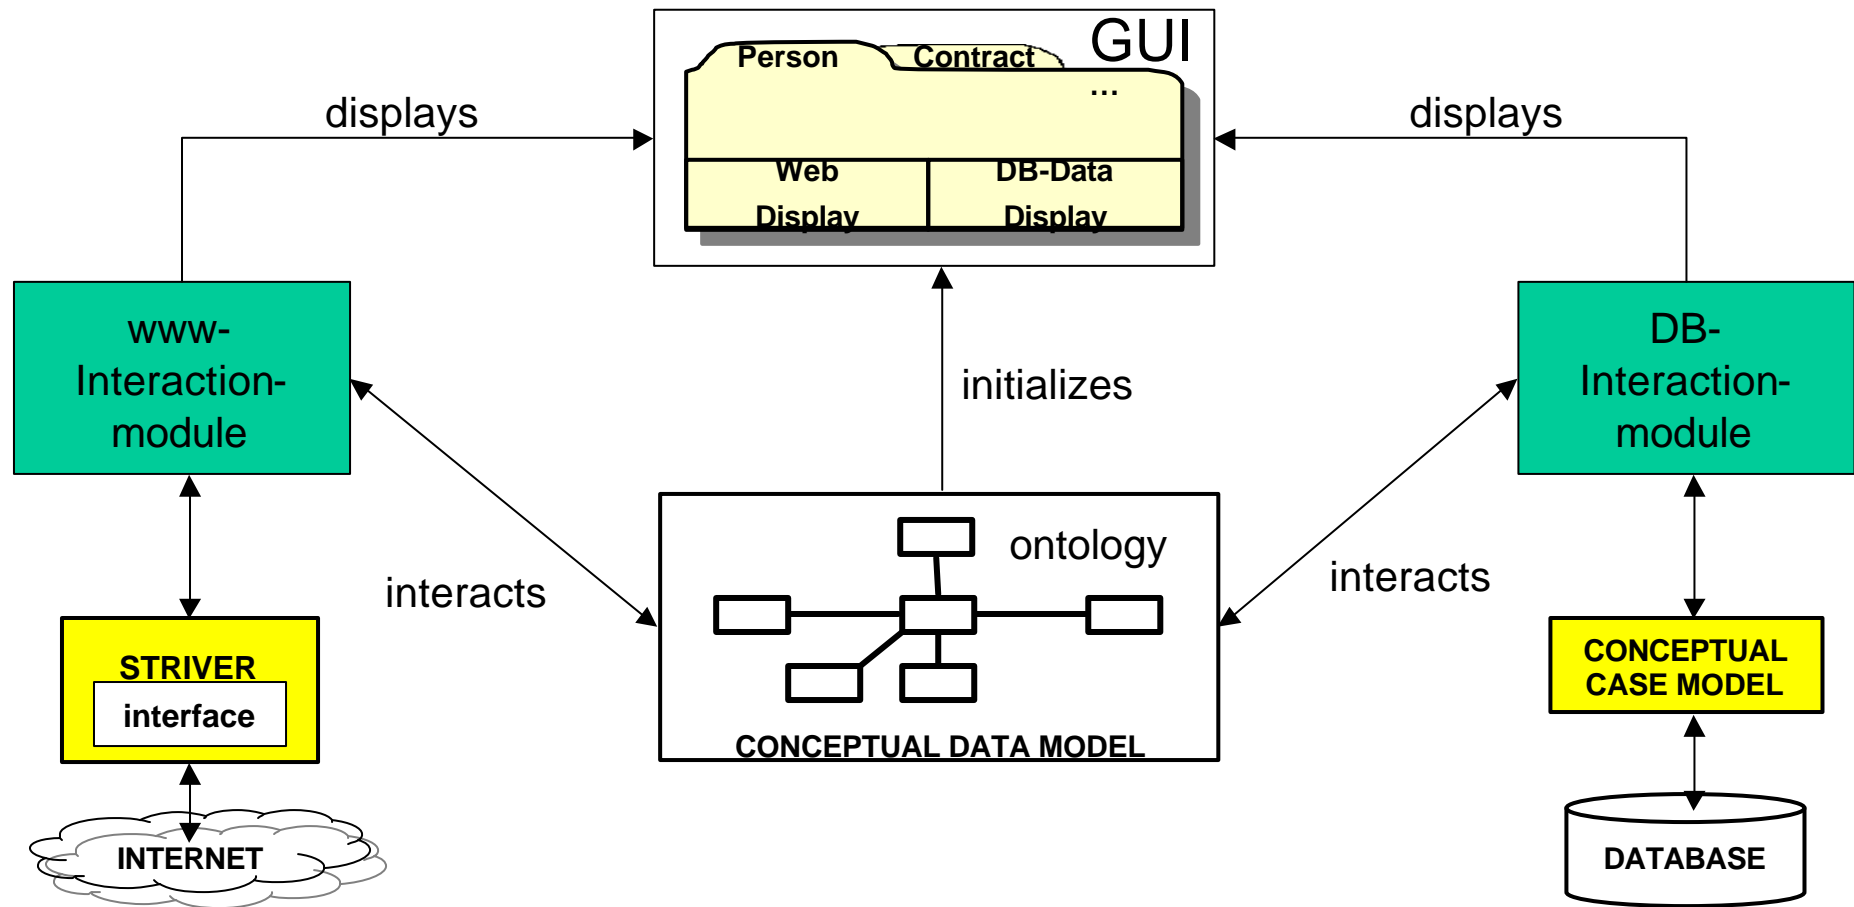 GUI
Person
Contract
...
Web
Display
DB-Data
Display
displays
displays
www-
Interaction-
module
initializes
DB-
Interaction-
module
interacts
ontology
interacts
CONCEPTUAL DATA MODEL
STRIVER
interface
INTERNET
CONCEPTUAL
CASE MODEL
DATABASE